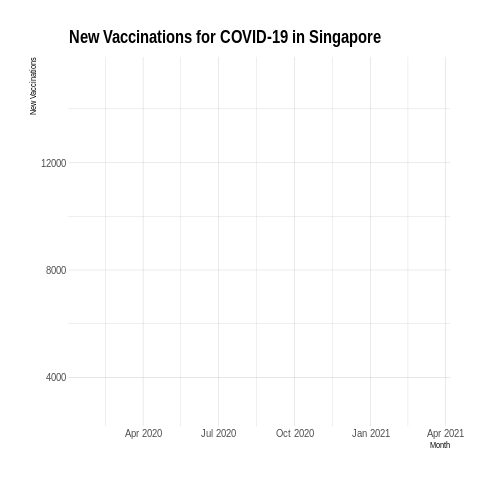 New Vaccinations for COVID-19 in Singapore
New Vaccinations
12000
8000
4000
Apr 2020 Jul 2020 Oct 2020 Jan 2021 Apr 2021
Month